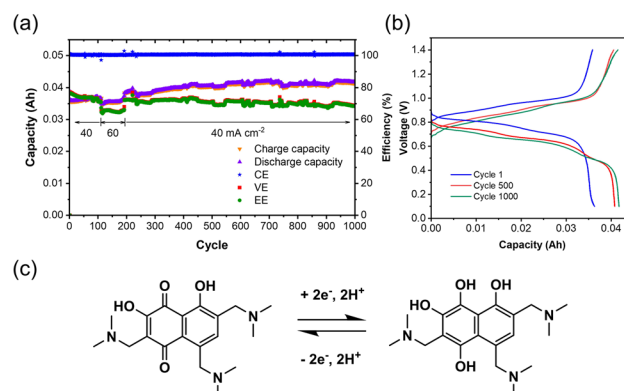 (a)
0.05
0.04
0.03
0.02
0.01
0.00
Capacity (Ah)
100
80
60
40
20
0
Efficiency (%)
40
60
40 mA cm⁻²
Charge capacity
Discharge capacity
CE
VE
EE
0 100 200 300 400 500 600 700 800 900 1000
Cycle
(b)
1.4
1.2
1.0
0.8
0.6
0.4
0.2
0.0
Voltage (V)
Cycle 1
Cycle 500
Cycle 1000
0.00 0.01 0.02 0.03 0.04
Capacity (Ah)
(c)
O OH
HO
N
N
O
N
+ 2e⁻, 2H⁺
- 2e⁻, 2H⁺
OH OH OH
HO
N
N
OH
N